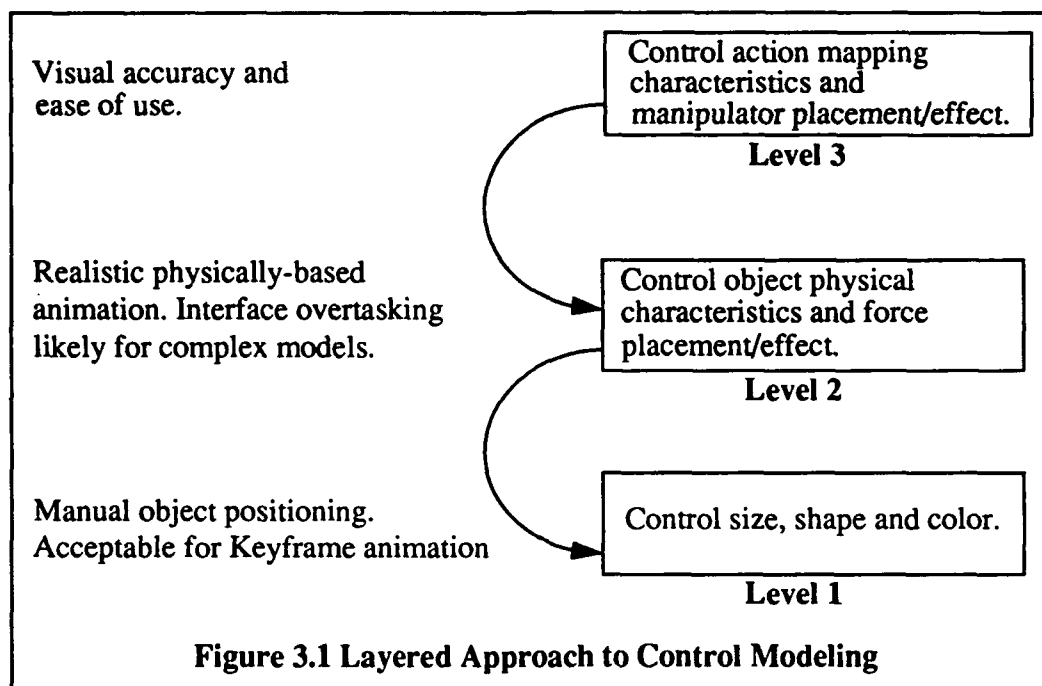 Visual accuracy and
ease of use.
Control action mapping
characteristics and
manipulator placement/effect.
Level 3
Realistic physically-based
animation. Interface overtasking
likely for complex models.
Control object physical
characteristics and force
placement/effect.
Level 2
Manual object positioning.
Acceptable for Keyframe animation
Control size, shape and color.
Level 1
Figure 3.1 Layered Approach to Control Modeling